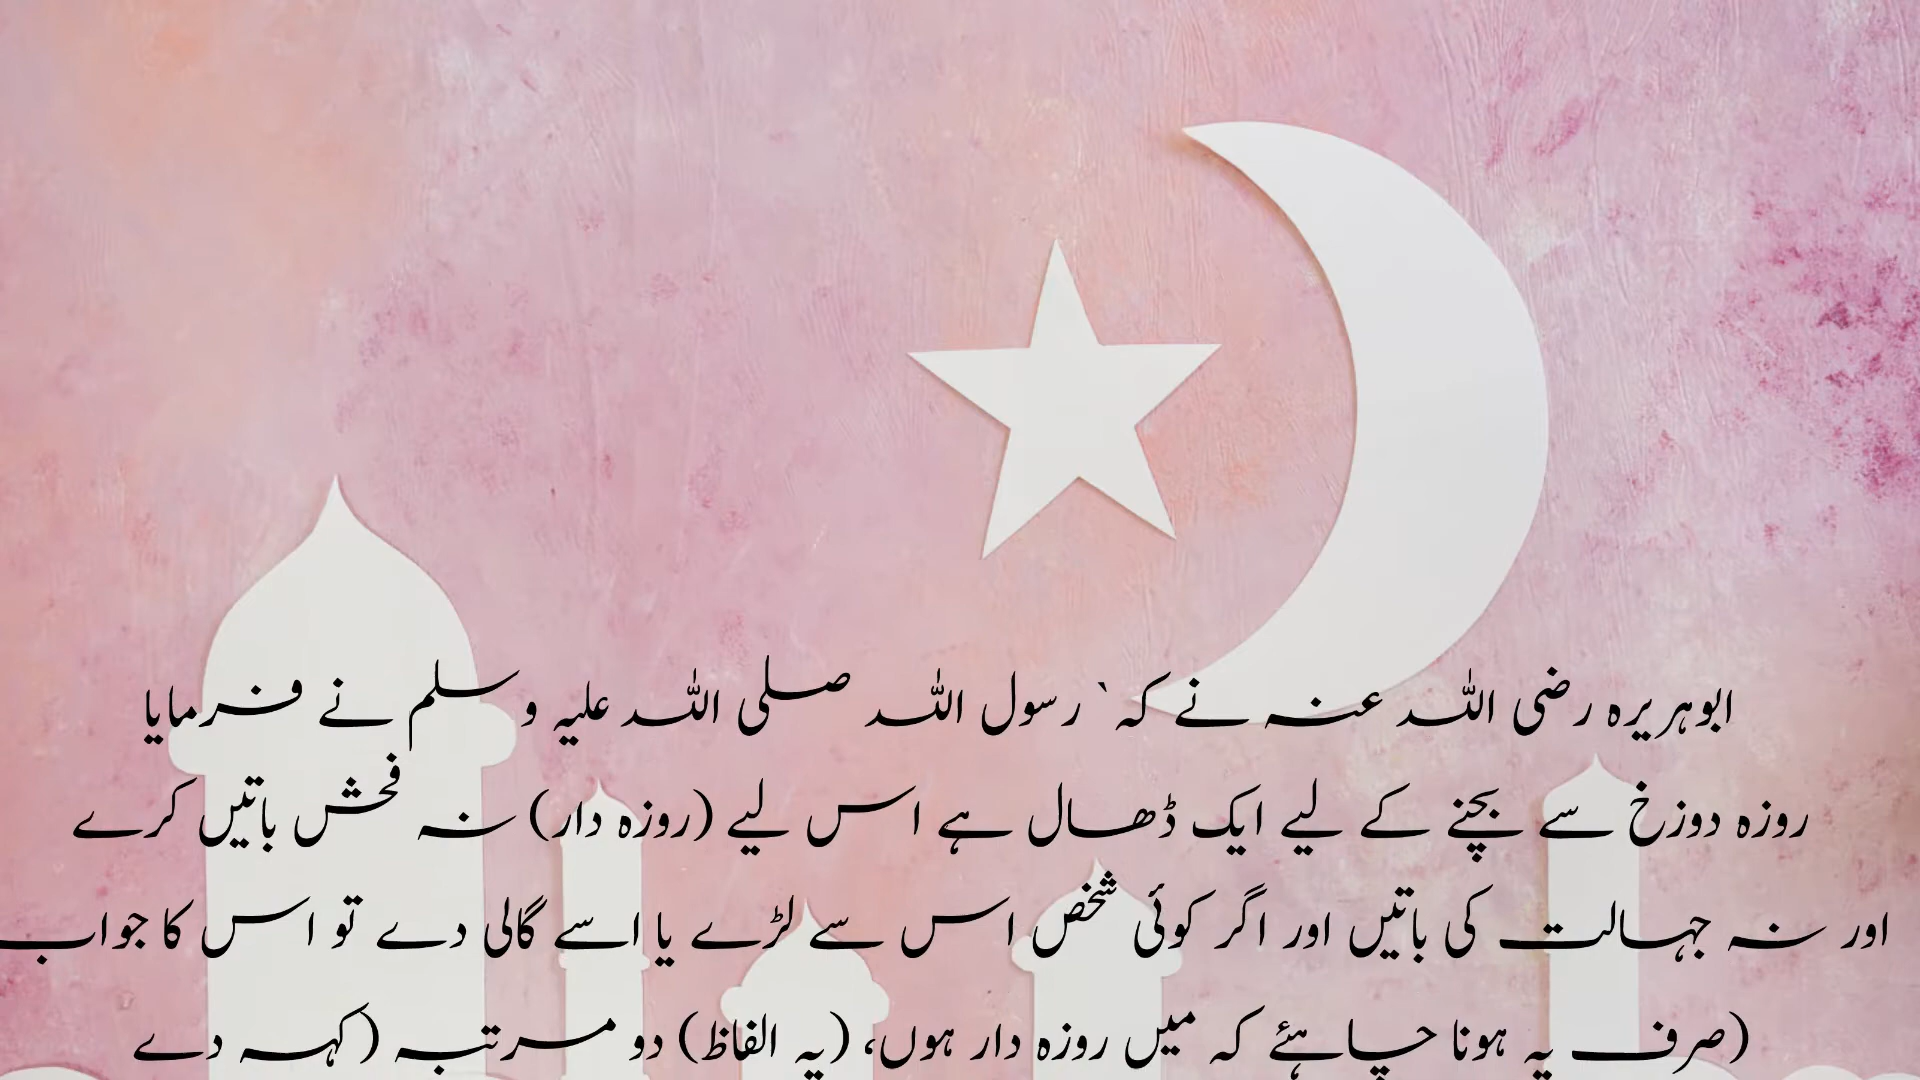 ابوہریرہ رضی اللہ عنہ نے کہ` رسول اللہ صلی اللہ علیہ وسلم نے فرمایا
روزہ دوزخ سے بچنے کے لیے ایک ڈھال ہے اس لیے (روزہ دار) نہ فحش باتیں کرے
اور نہ جہالت کی باتیں اور اگر کوئی شخص اس سے لڑے یا اسے گالی دے تو اس کا جواب
(صرف یہ ہونا چاہئے کہ میں روزہ دار ہوں، (یہ الفاظ) دو مرتبہ (کہہ دے